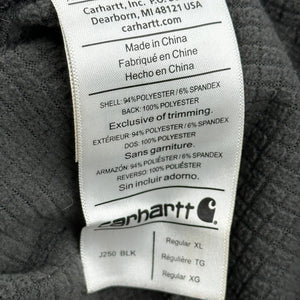 Carhartt, Inc.
Dearborn, MI 48121
carhartt.com
Made in China
Fabriqué en Chine
Hecho en China
SHELL: 94%POLYESTER / 6% SPANDEX
BACK: 100% POLYESTER
Exclusive of trimming.
EXTÉRIEUR: 94% POLYESTER / 6% SPANDEX
DOS: 100% POLYESTER
Sans garniture.
ARMAZÓN: 94% POLIÉSTER / 6% SPANDEX
REVERSO: 100% POLIÉSTER
Sin incluir adorno.
carhartt
J250 BLK
Regular XL
Régulière TG
Regular XG